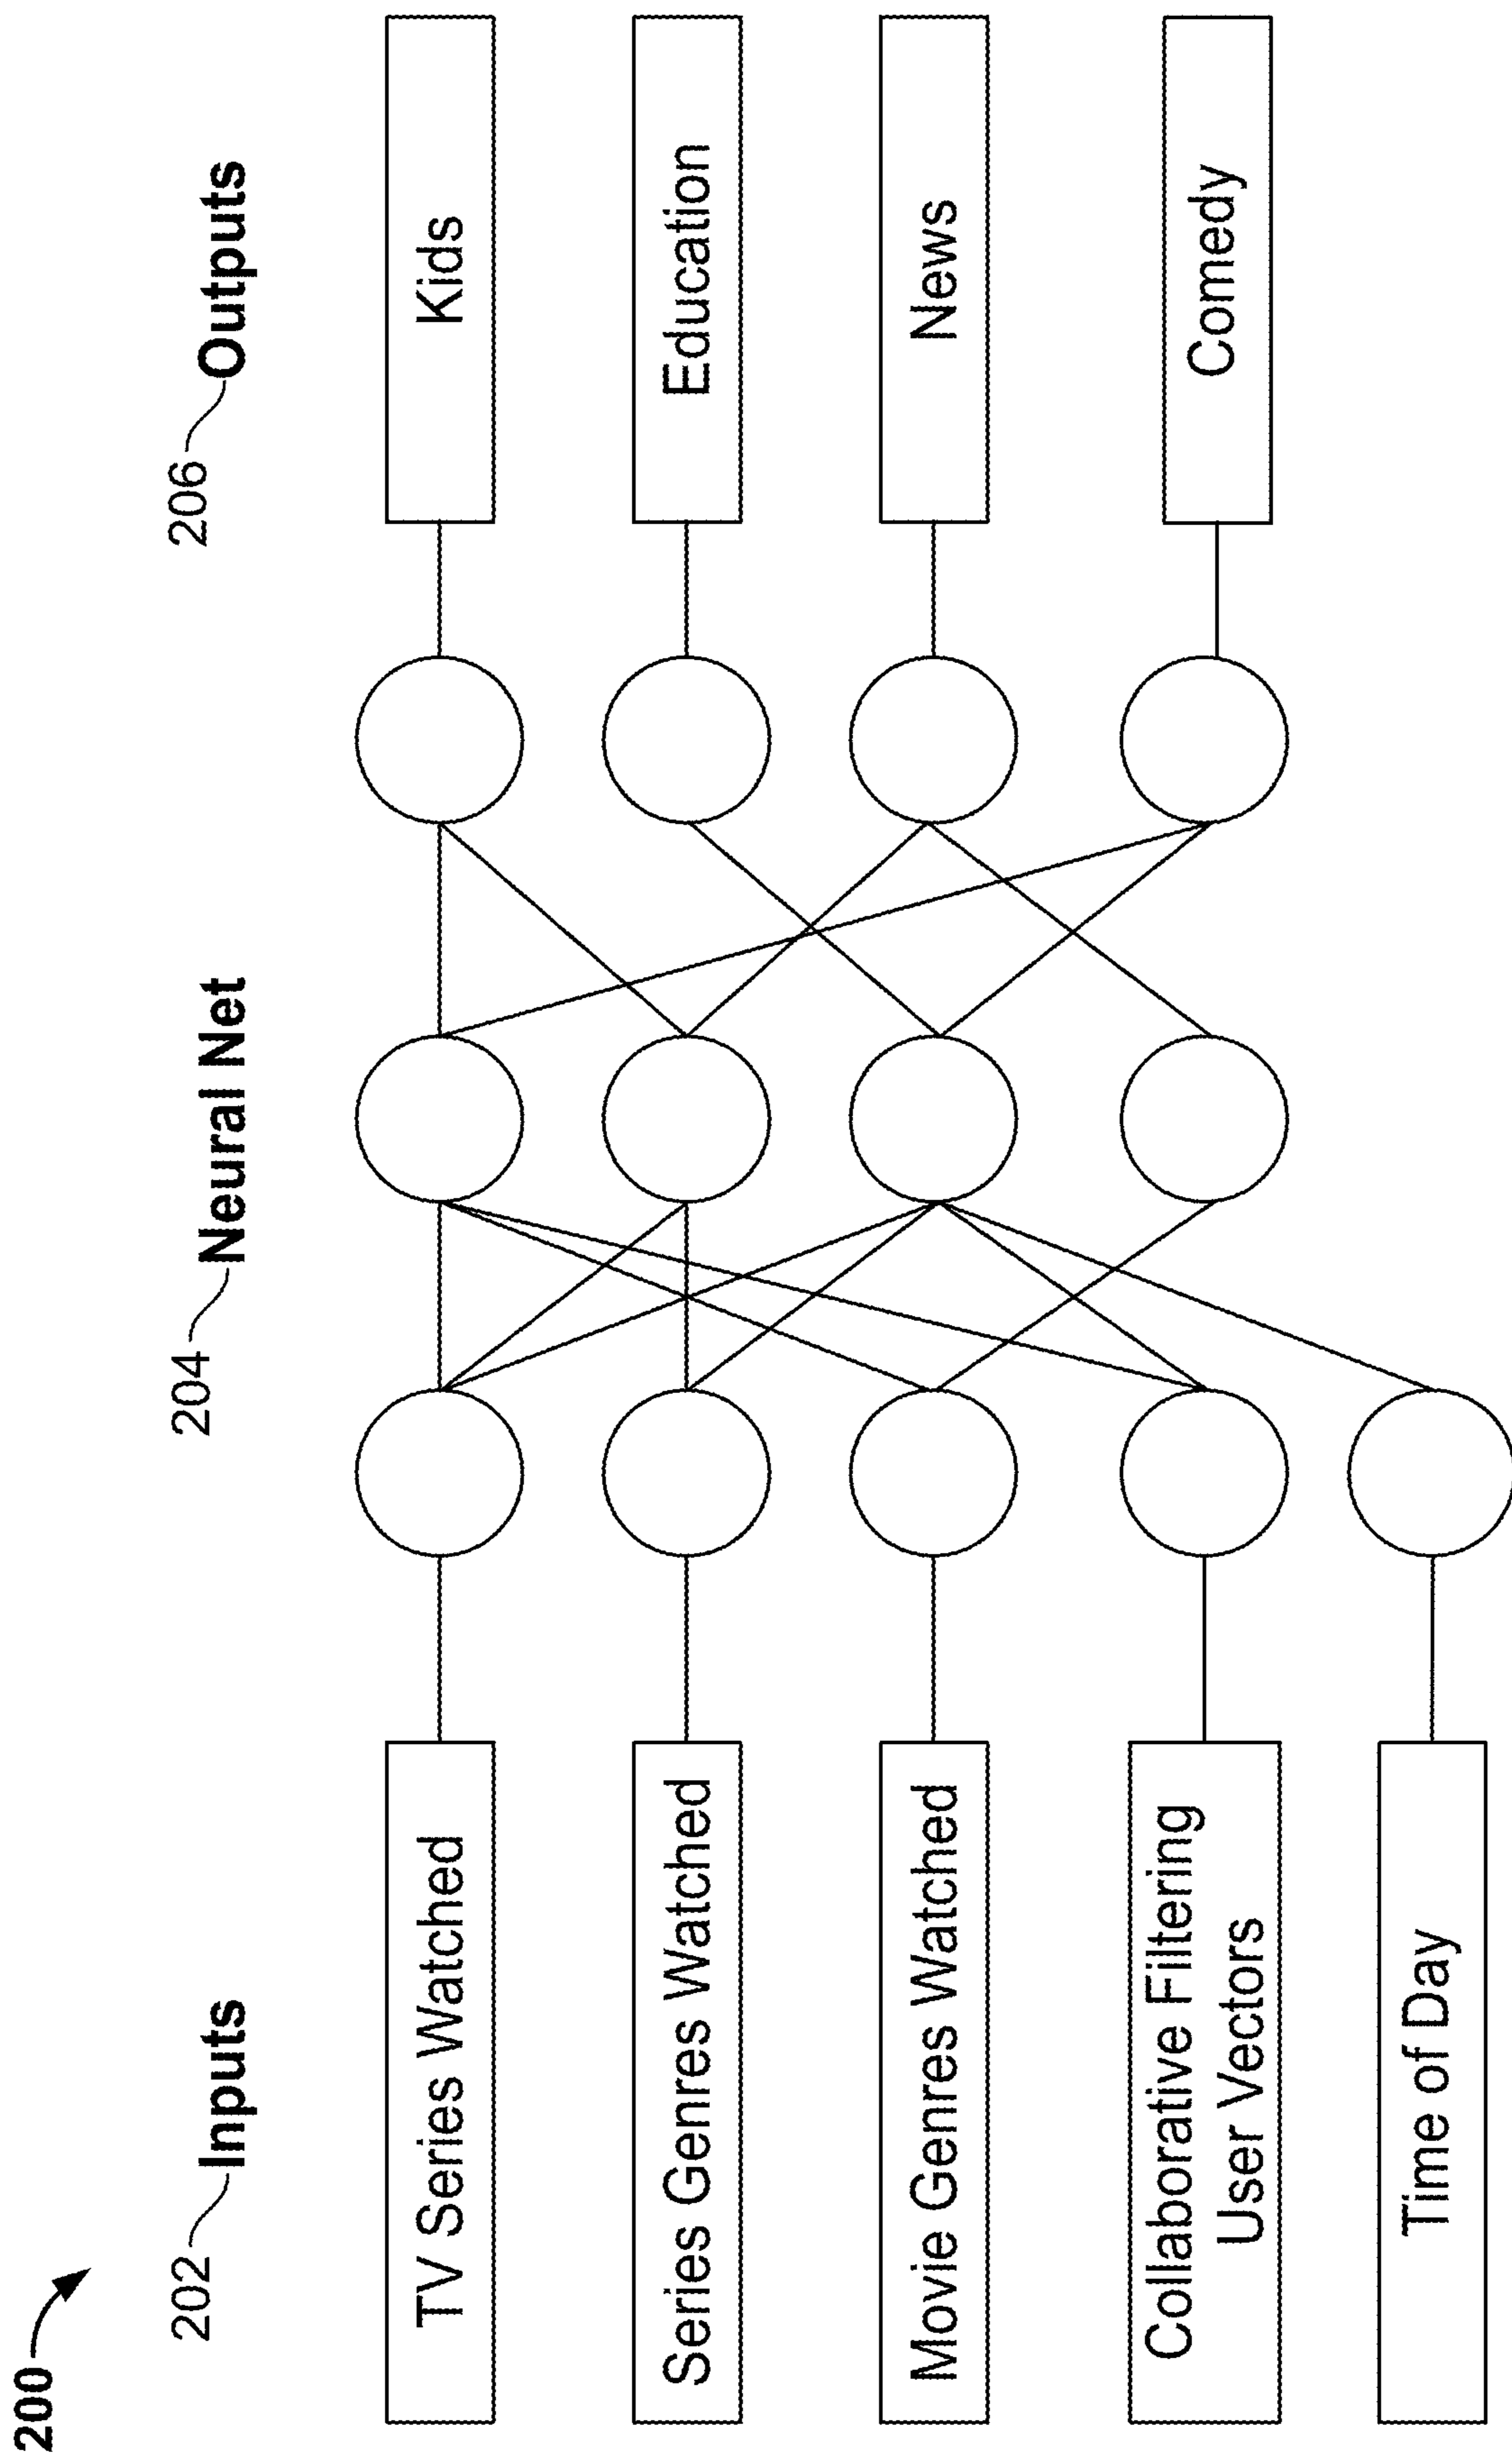 200
202 Inputs
204 Neural Net
206 Outputs
TV Series Watched
Kids
Series Genres Watched
Education
Movie Genres Watched
News
Collaborative Filtering
User Vectors
Comedy
Time of Day